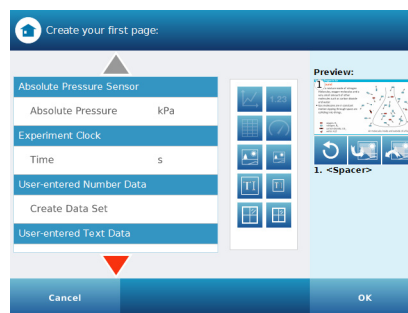 Create your first page:
Absolute Pressure Sensor
Absolute Pressure kPa
Experiment Clock
Time s
User-entered Number Data
Create Data Set
User-entered Text Data
1.23
T
T
Preview:
1
1. <Spacer>
Cancel
OK